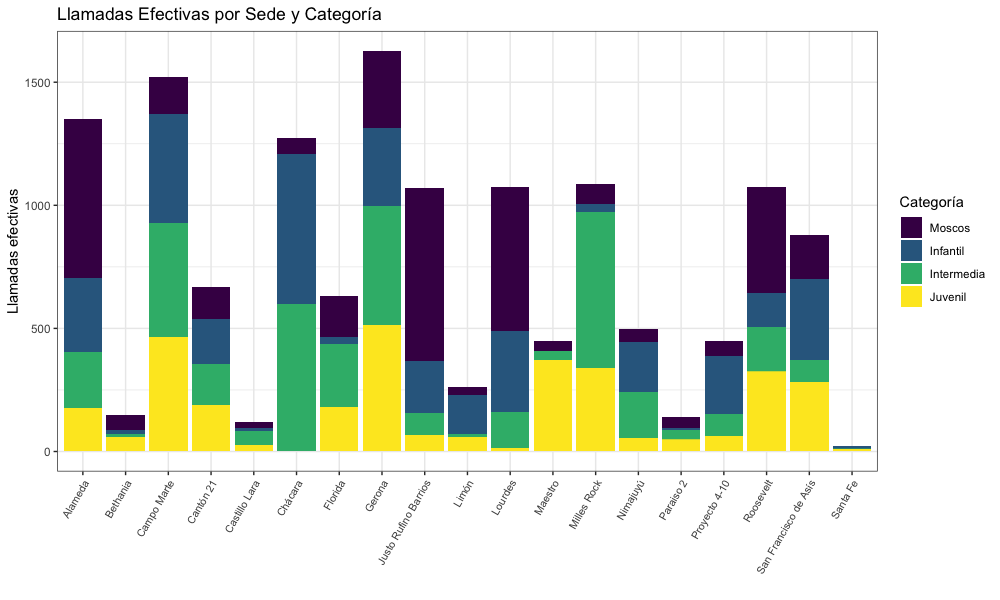 Llamadas Efectivas por Sede y Categoría
Llamadas efectivas
1500
1000
500
0
Alameda
Bethania
Campo Marte
Cantón 21
Castillo Lara
Chácara
Florida
Gerona
Justo Rufino Barrios
Limón
Lourdes
Maestro
Milles Rock
Nimajuyú
Paraiso 2
Proyecto 4-10
Roosevelt
San Francisco de Asís
Santa Fe
Categoría
Moscos
Infantil
Intermedia
Juvenil